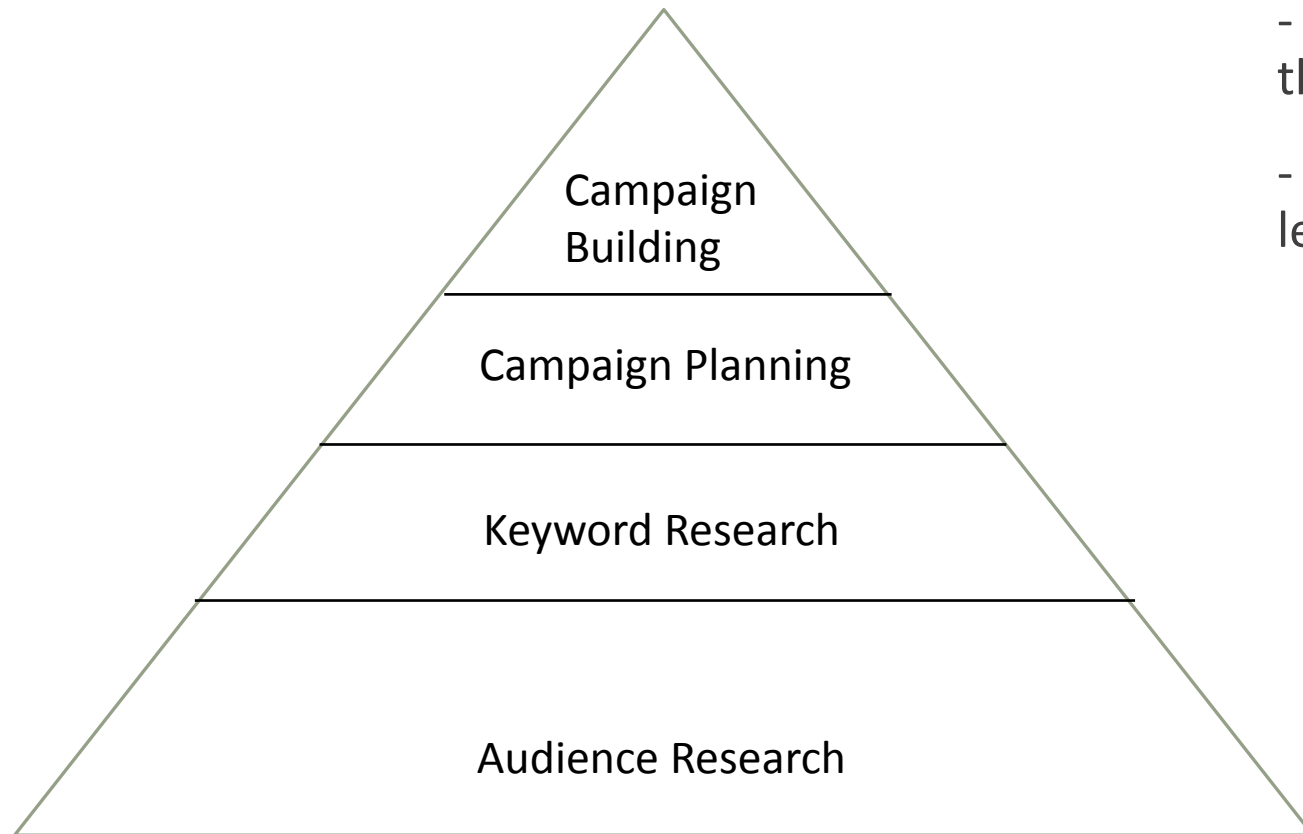 Campaign
Building
Campaign Planning
Keyword Research
Audience Research
-
-